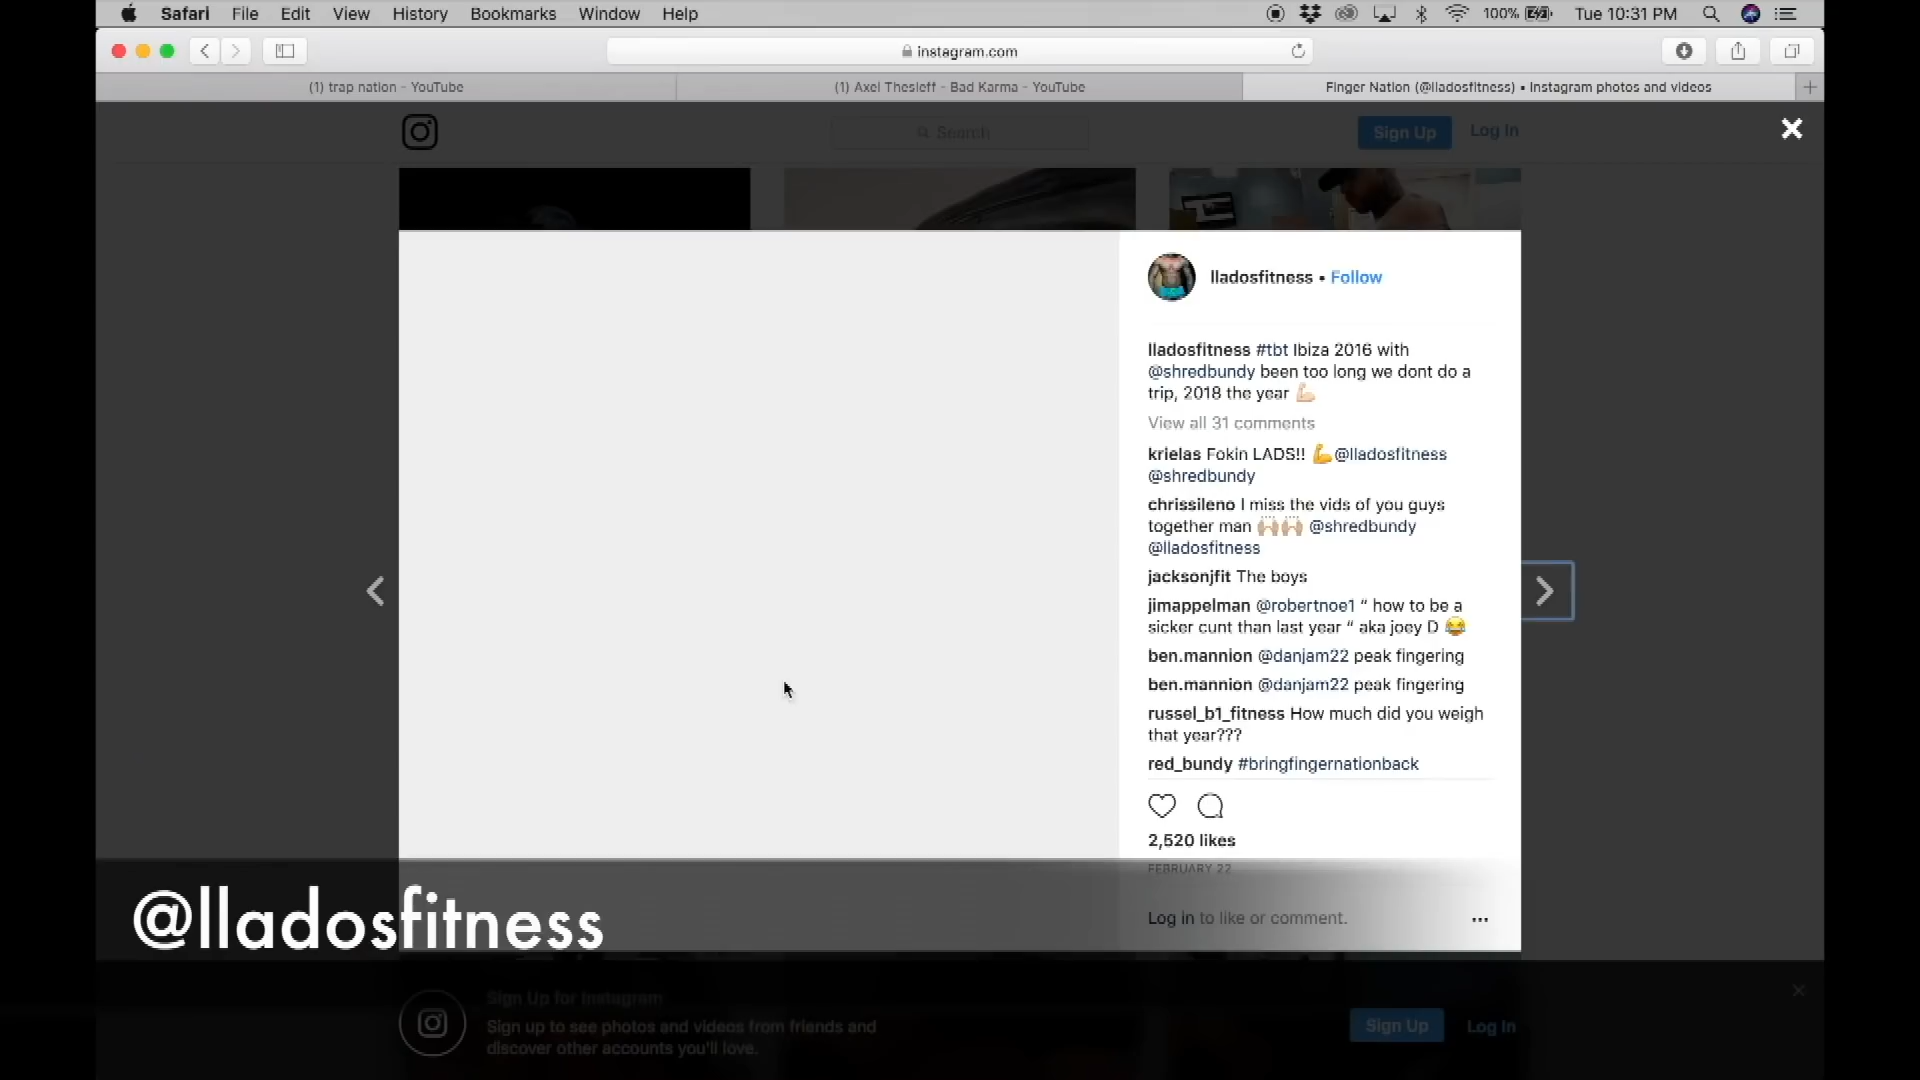 Safari File Edit View History Bookmarks Window Help 100% Tue 10:31 PM
instagram.com
(1) trap nation - YouTube (1) Axel Thesleff - Bad Karma - YouTube Finger Nation (@lladosfitness) • Instagram photos and videos
Search Sign Up Log In
lladosfitness • Follow
lladosfitness #tbt Ibiza 2016 with
@shredbundy been too long we dont do a
trip, 2018 the year 💪🏻
View all 31 comments
krielas Fokin LADS!! 💪@lladosfitness
@shredbundy
chrissileno I miss the vids of you guys
together man 🙌🏼🙌🏼 @shredbundy
@lladosfitness
jacksonjfit The boys
jimappelman @robertnoe1 “ how to be a
sicker cunt than last year “ aka joey D 😂
ben.mannion @danjam22 peak fingering
ben.mannion @danjam22 peak fingering
russel_b1_fitness How much did you weigh
that year???
red_bundy #bringfingernationback
2,520 likes
FEBRUARY 22
Log in to like or comment.
@lladosfitness
Sign Up for Instagram
Sign up to see photos and videos from friends and
discover other accounts you'll love.
Sign Up Log In